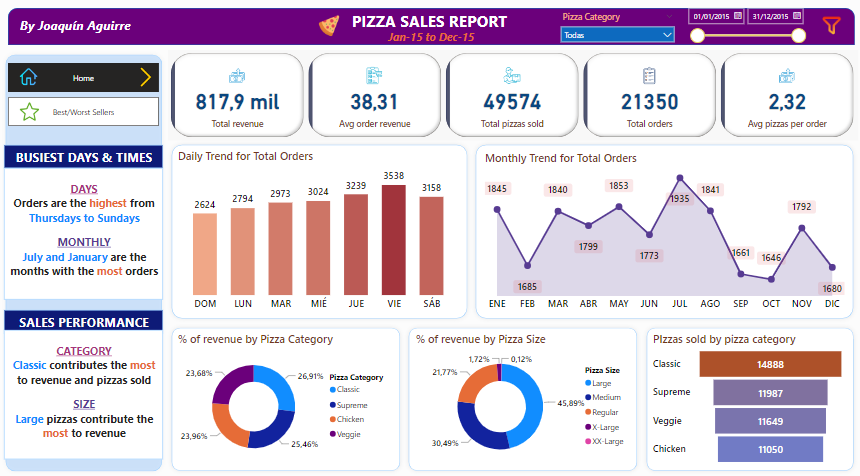 By Joaquín Aguirre
PIZZA SALES REPORT
Jan-15 to Dec-15
Pizza Category
Todas
01/01/2015
31/12/2015
Home
Best/Worst Sellers
817,9 mil
Total revenue
38,31
Avg order revenue
49574
Total pizzas sold
21350
Total orders
2,32
Avg pizzas per order
BUSIEST DAYS & TIMES
DAYS
Orders are the highest from
Thursdays to Sundays
MONTHLY
July and January are the
months with the most orders
SALES PERFORMANCE
CATEGORY
Classic contributes the most
to revenue and pizzas sold
SIZE
Large pizzas contribute the
most to revenue
Daily Trend for Total Orders
2624
2794
2973
3024
3239
3538
3158
DOM LUN MAR MIÉ JUE VIE SÁB
Monthly Trend for Total Orders
1845
1685
1840
1799
1853
1773
1935
1841
1661
1646
1792
1680
ENE FEB MAR ABR MAY JUN JUL AGO SEP OCT NOV DIC
% of revenue by Pizza Category
23,68%
26,91%
23,96%
25,46%
Pizza Category
Classic
Supreme
Chicken
Veggie
% of revenue by Pizza Size
1,72%
0,12%
21,77%
45,89%
30,49%
Pizza Size
Large
Medium
Regular
X-Large
XX-Large
PIzzas sold by pizza category
Classic 14888
Supreme 11987
Veggie 11649
Chicken 11050